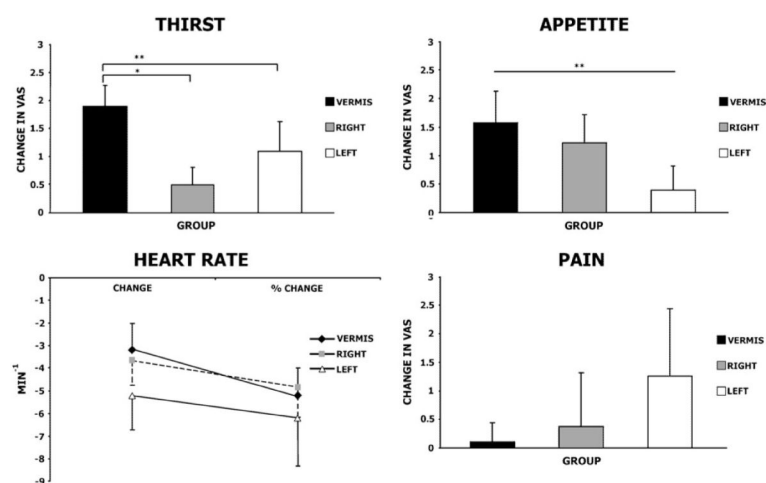 THIRST
3
2.5
2
1.5
1
0.5
0
CHANGE IN VAS
**
*
VERMIS
RIGHT
LEFT
GROUP
APPETITE
3
2.5
2
1.5
1
0.5
0
CHANGE IN VAS
**
VERMIS
RIGHT
LEFT
GROUP
HEART RATE
0
-1
-2
-3
-4
-5
-6
-7
-8
-9
MIN-1
CHANGE
% CHANGE
VERMIS
RIGHT
LEFT
PAIN
3
2.5
2
1.5
1
0.5
0
CHANGE IN VAS
VERMIS
RIGHT
LEFT
GROUP